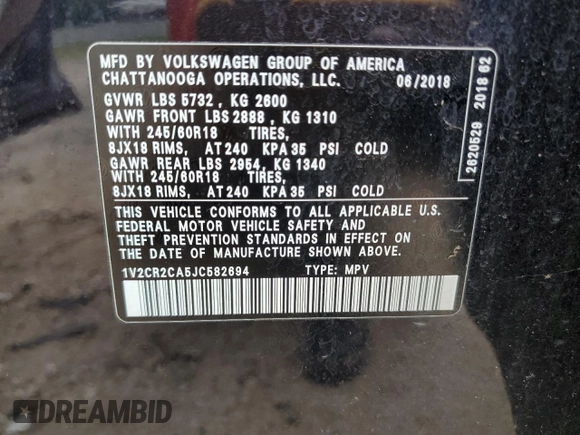 MFD BY VOLKSWAGEN GROUP OF AMERICA
CHATTANOOGA OPERATIONS, LLC. 06/2018
GVWR LBS 5732 , KG 2600
GAWR FRONT LBS 2888 , KG 1310
WITH 245/60R18 TIRES,
8JX18 RIMS, AT 240 KPA 35 PSI COLD
GAWR REAR LBS 2954, KG 1340
WITH 245/60R18 TIRES,
8JX18 RIMS, AT 240 KPA 35 PSI COLD
THIS VEHICLE CONFORMS TO ALL APPLICABLE U.S.
FEDERAL MOTOR VEHICLE SAFETY AND
THEFT PREVENTION STANDARDS IN EFFECT ON
THE DATE OF MANUFACTURE SHOWN ABOVE.
1V2CR2CA5JC582694 TYPE: MPV
2620529 2018 62
DREAMBID